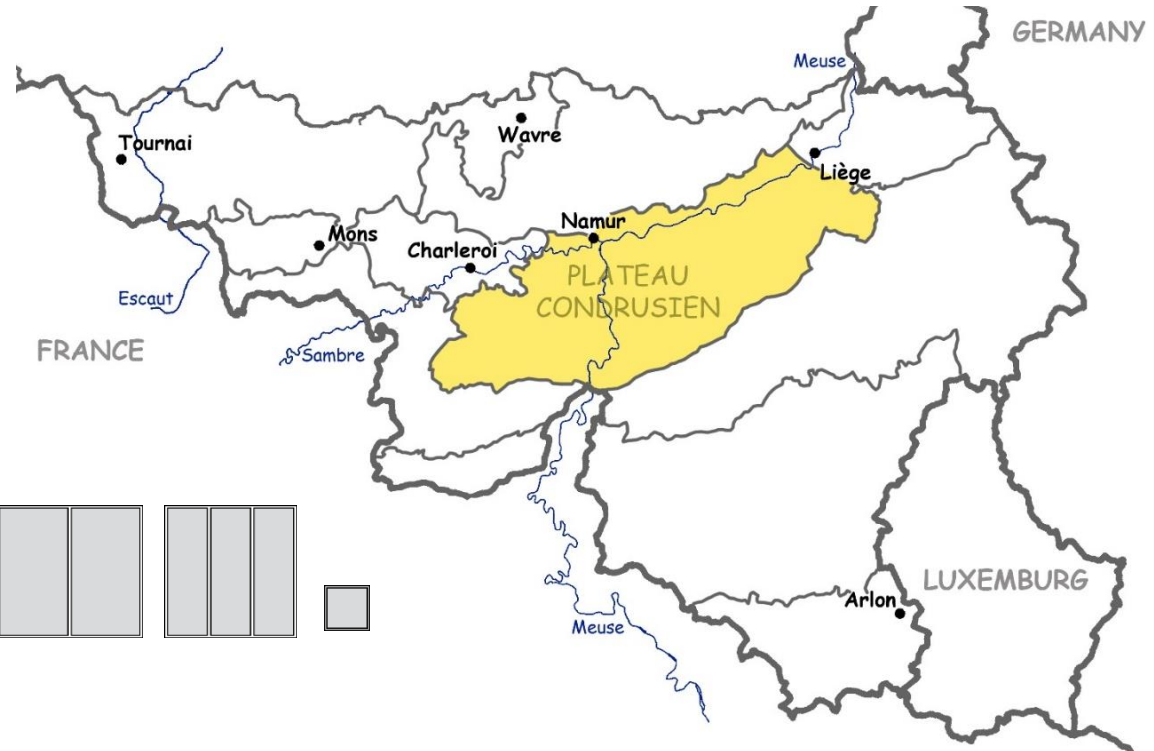 GERMANY
Meuse
Wavre
Tournai
Liège
Namur
Mons
Charleroi
PLATEAU
CONDRUSIEN
Escaut
FRANCE
Sambre
LUXEMBURG
Arlon
Meuse